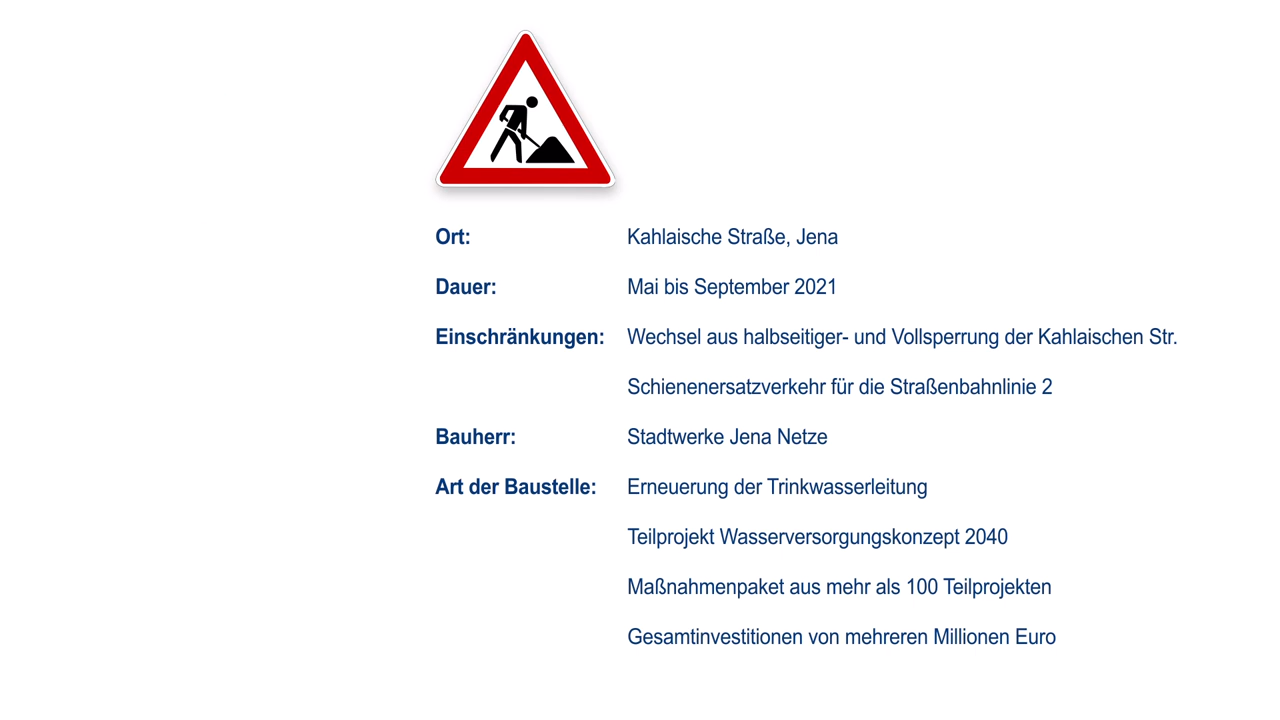 Ort: Kahlaische Straße, Jena
Dauer: Mai bis September 2021
Einschränkungen: Wechsel aus halbseitiger- und Vollsperrung der Kahlaischen Str.
Schienenersatzverkehr für die Straßenbahnlinie 2
Bauherr: Stadtwerke Jena Netze
Art der Baustelle: Erneuerung der Trinkwasserleitung
Teilprojekt Wasserversorgungskonzept 2040
Maßnahmenpaket aus mehr als 100 Teilprojekten
Gesamtinvestitionen von mehreren Millionen Euro